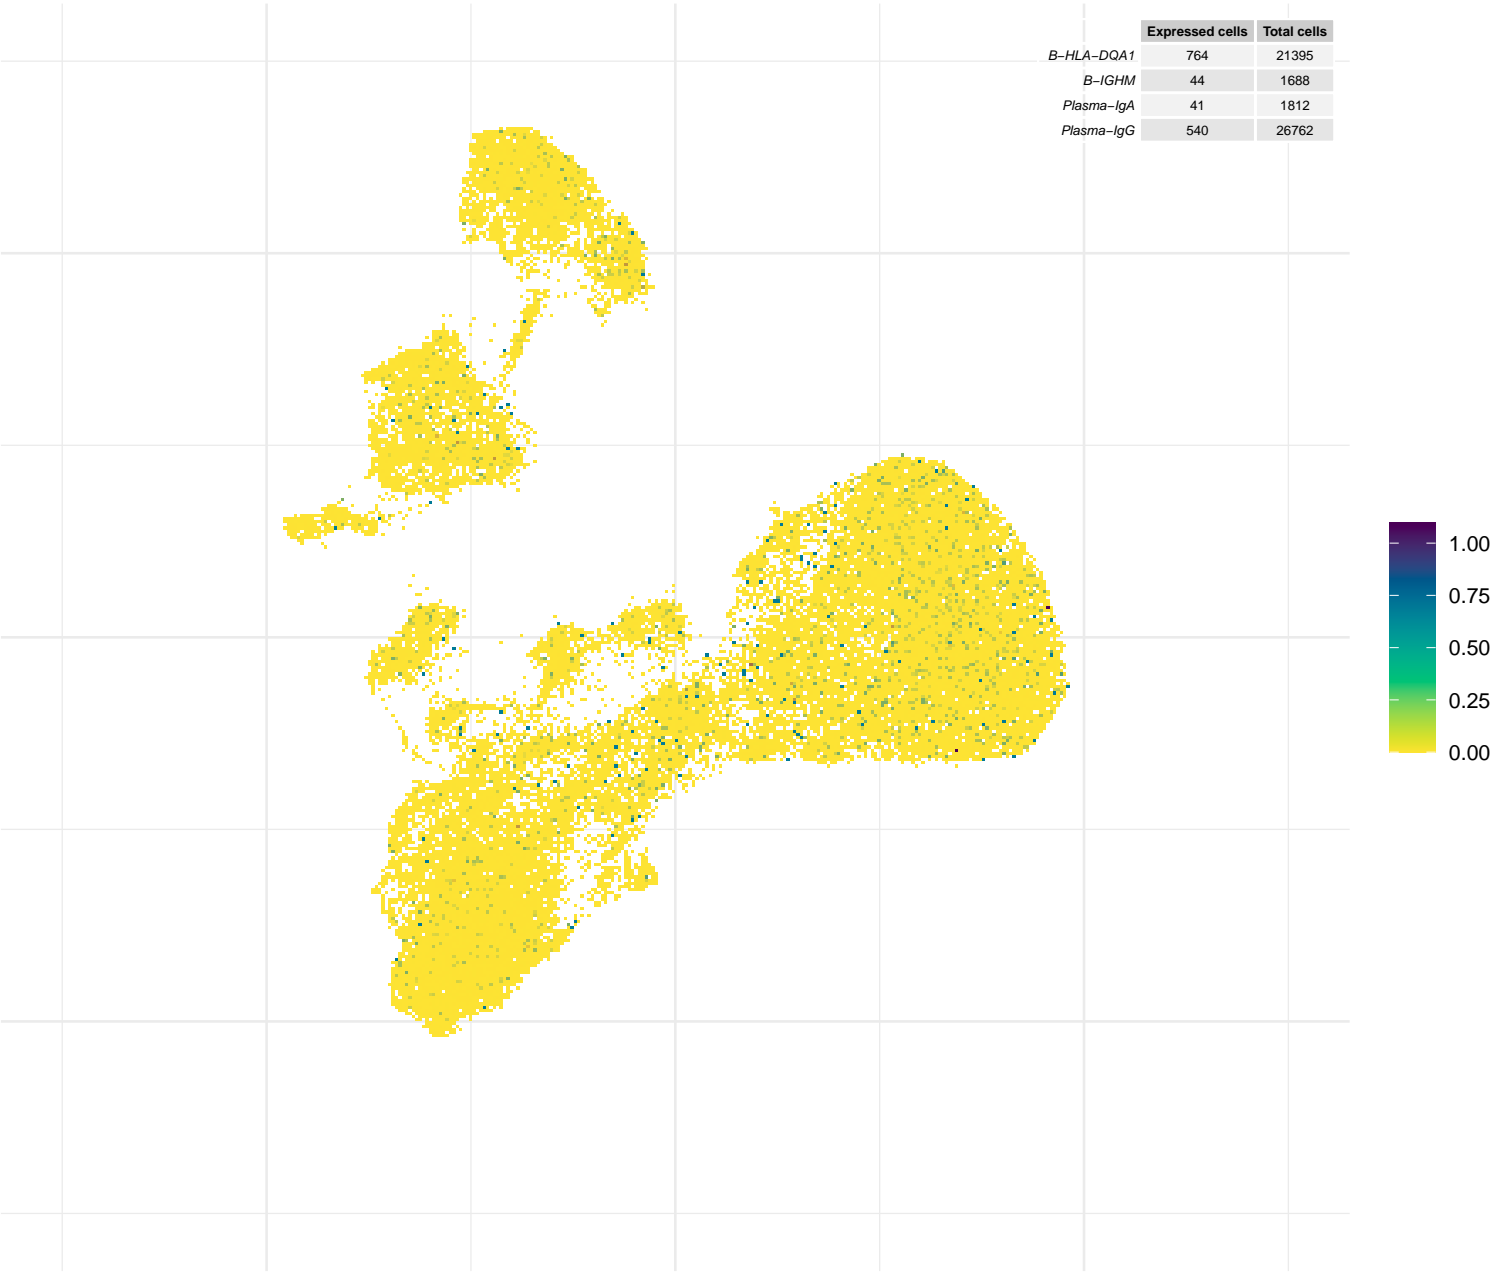 Expressed cells Total cells
B−HLA−DQA1 764 21395
B−IGHM 44 1688
Plasma−IgA 41 1812
Plasma−IgG 540 26762
1.00
0.75
0.50
0.25
0.00